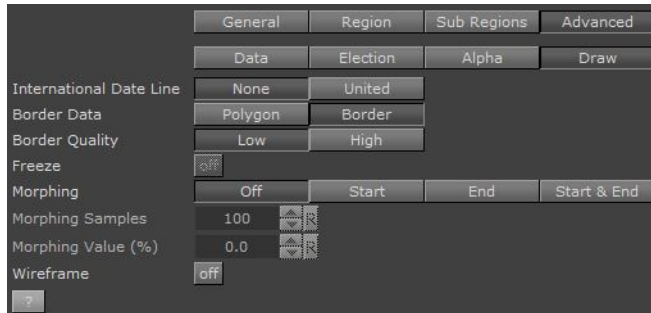 General Region Sub Regions Advanced
Data Election Alpha Draw
International Date Line None United
Border Data Polygon Border
Border Quality Low High
Freeze off
Morphing Off Start End Start & End
Morphing Samples 100 R
Morphing Value (%) 0.0 R
Wireframe off
?